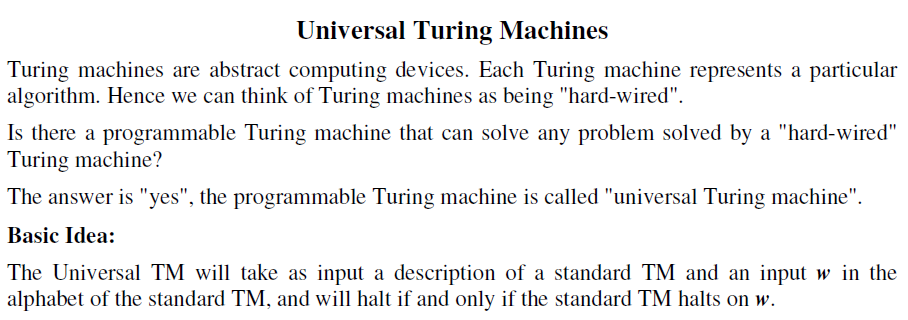 Universal Turing Machines
Turing machines are abstract computing devices. Each Turing machine represents a particular
algorithm. Hence we can think of Turing machines as being "hard-wired".
Is there a programmable Turing machine that can solve any problem solved by a "hard-wired"
Turing machine?
The answer is "yes", the programmable Turing machine is called "universal Turing machine".
Basic Idea:
The Universal TM will take as input a description of a standard TM and an input w in the
alphabet of the standard TM, and will halt if and only if the standard TM halts on w.